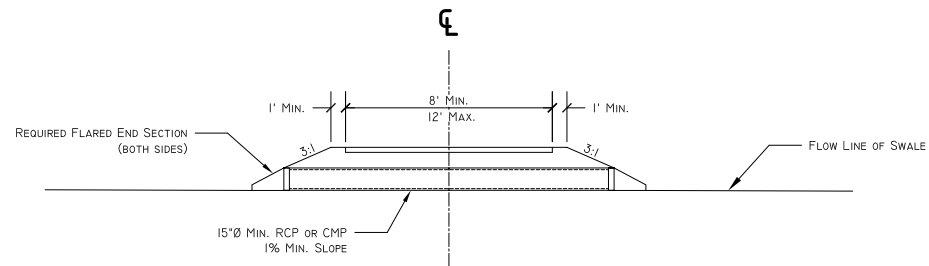 ℄
8' MIN.
12' MAX.
1' MIN.
1' MIN.
REQUIRED FLARED END SECTION
(BOTH SIDES)
3:1
3:1
FLOW LINE OF SWALE
15"Ø MIN. RCP OR CMP
1% MIN. SLOPE